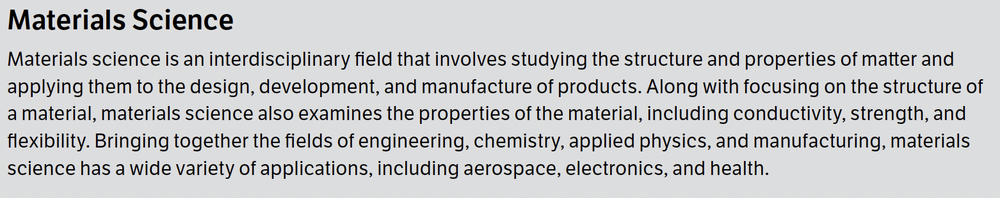 Materials Science
Materials science is an interdisciplinary field that involves studying the structure and properties of matter and
applying them to the design, development, and manufacture of products. Along with focusing on the structure of
a material, materials science also examines the properties of the material, including conductivity, strength, and
flexibility. Bringing together the fields of engineering, chemistry, applied physics, and manufacturing, materials
science has a wide variety of applications, including aerospace, electronics, and health.